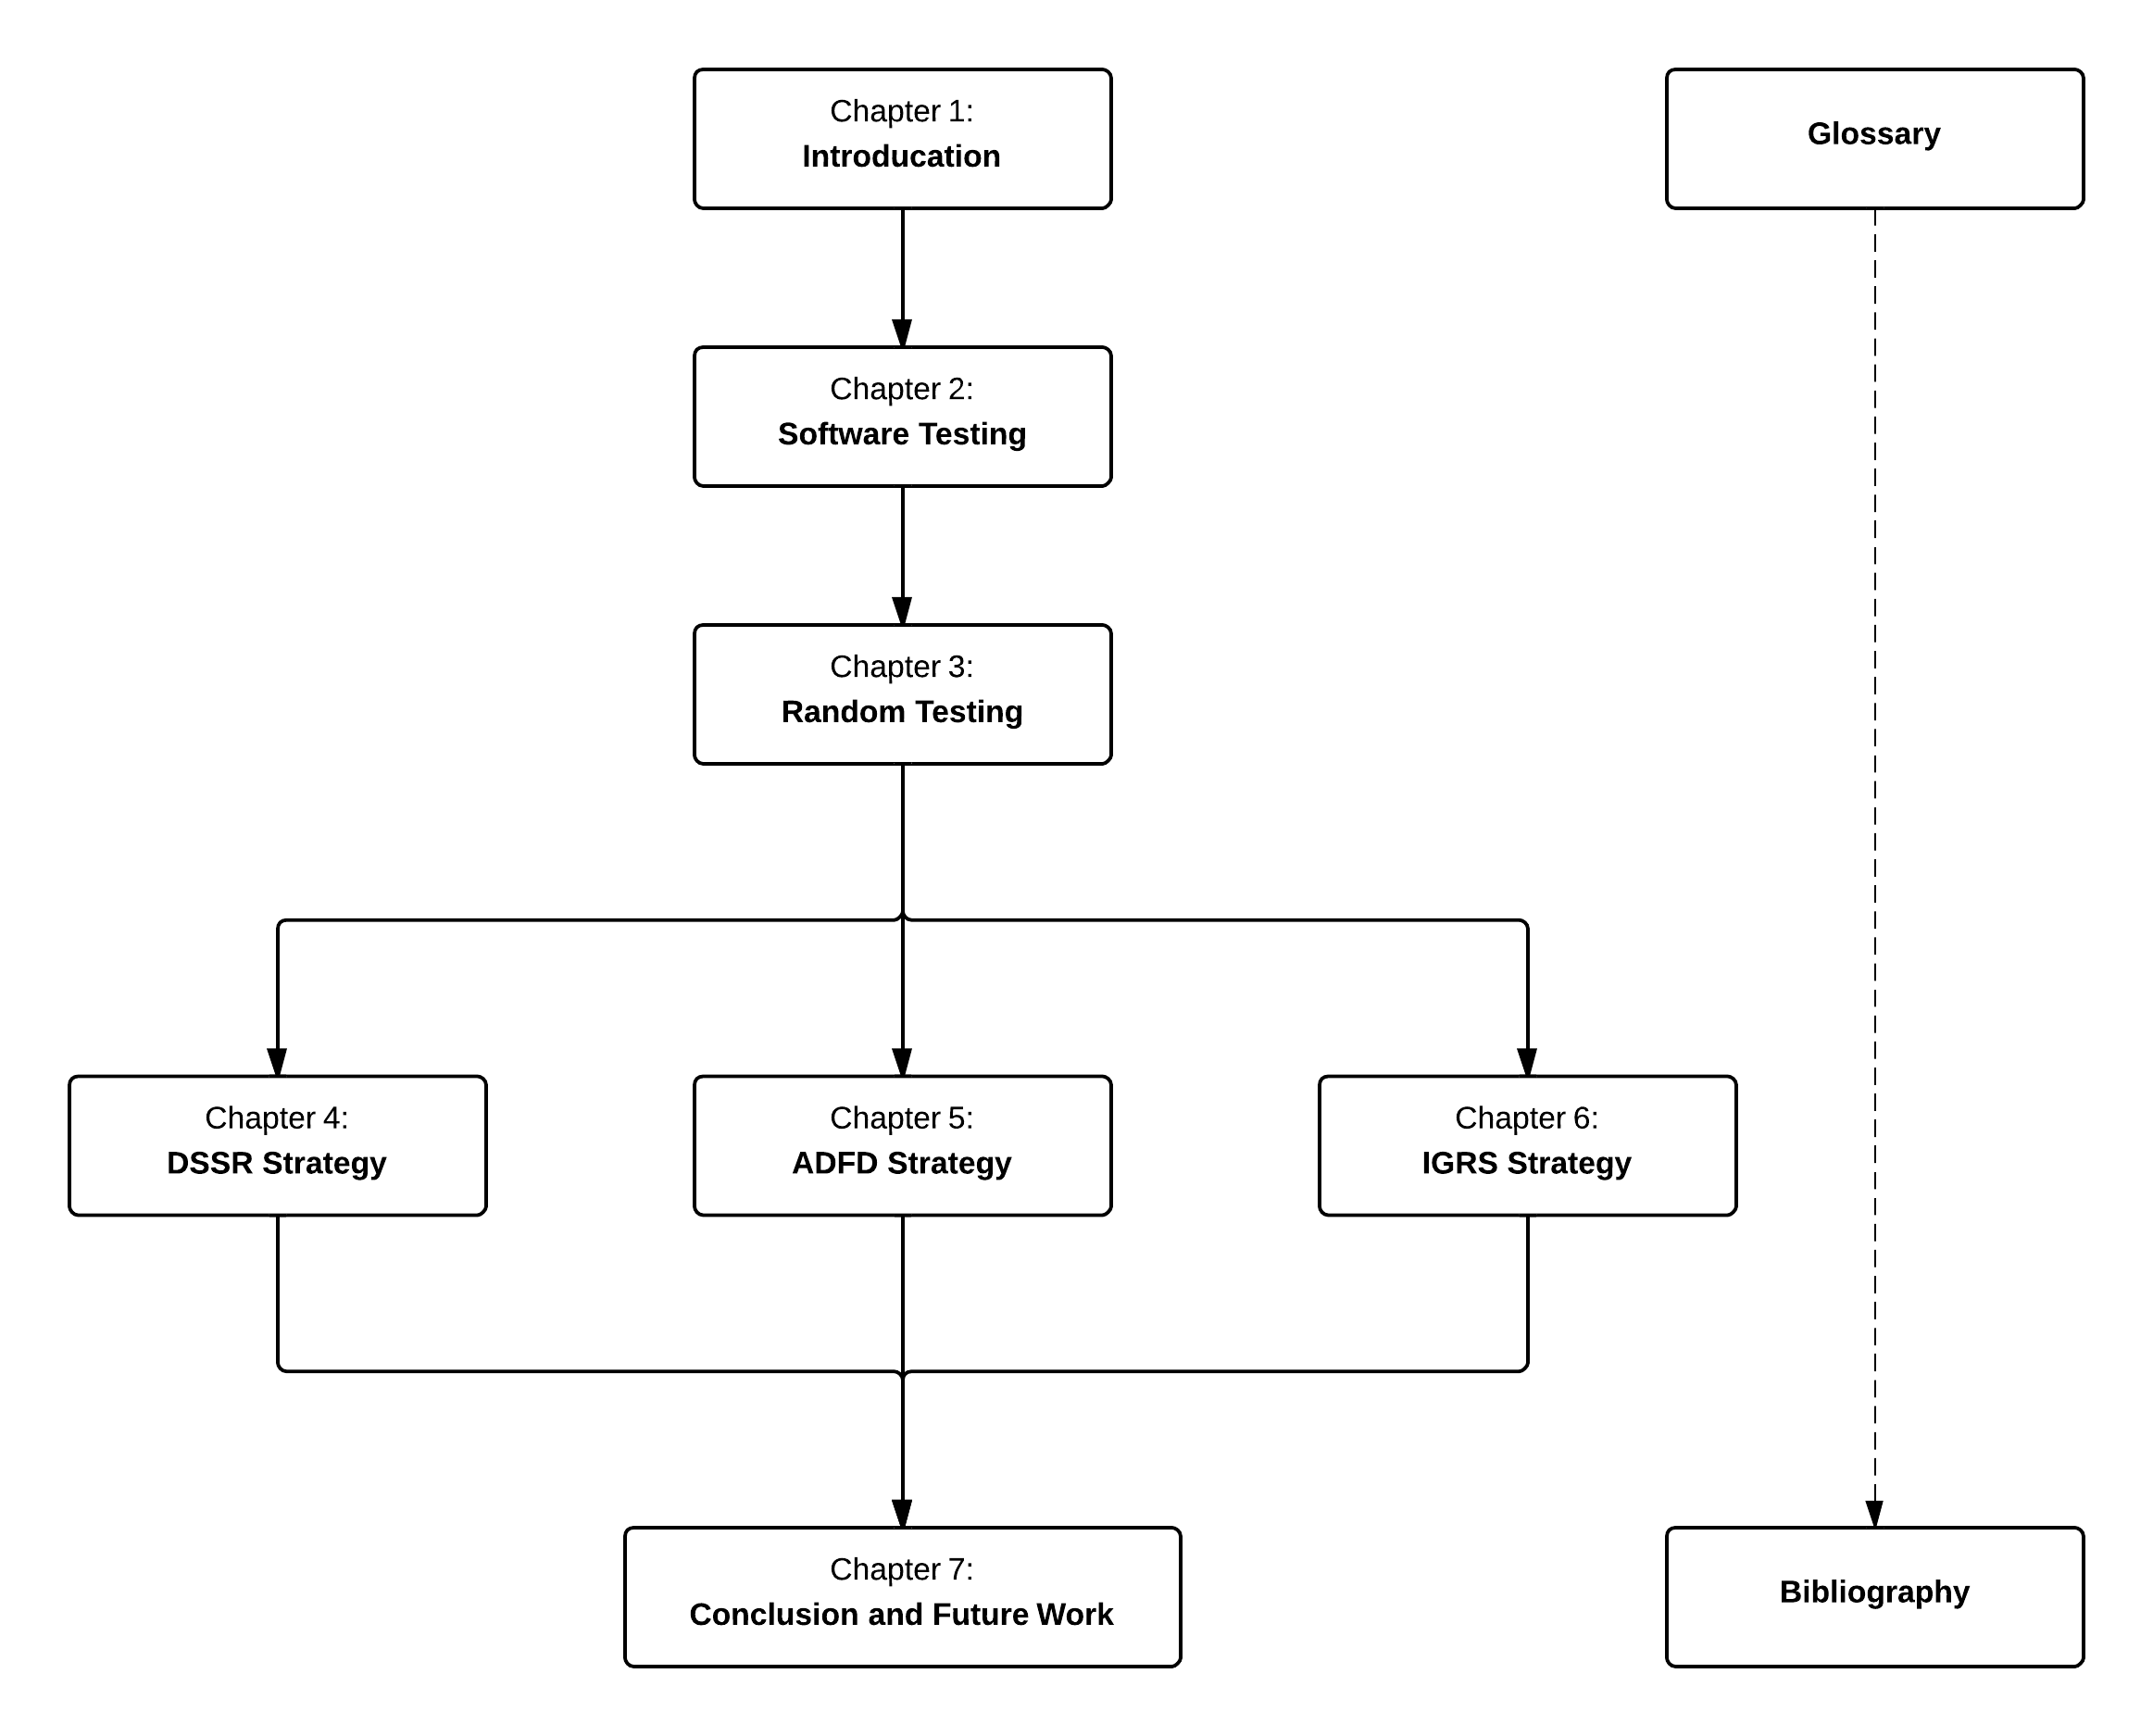 Chapter 1:
Introducation
Glossary
Chapter 2:
Software Testing
Chapter 3:
Random Testing
Chapter 4:
DSSR Strategy
Chapter 5:
ADFD Strategy
Chapter 6:
IGRS Strategy
Chapter 7:
Conclusion and Future Work
Bibliography